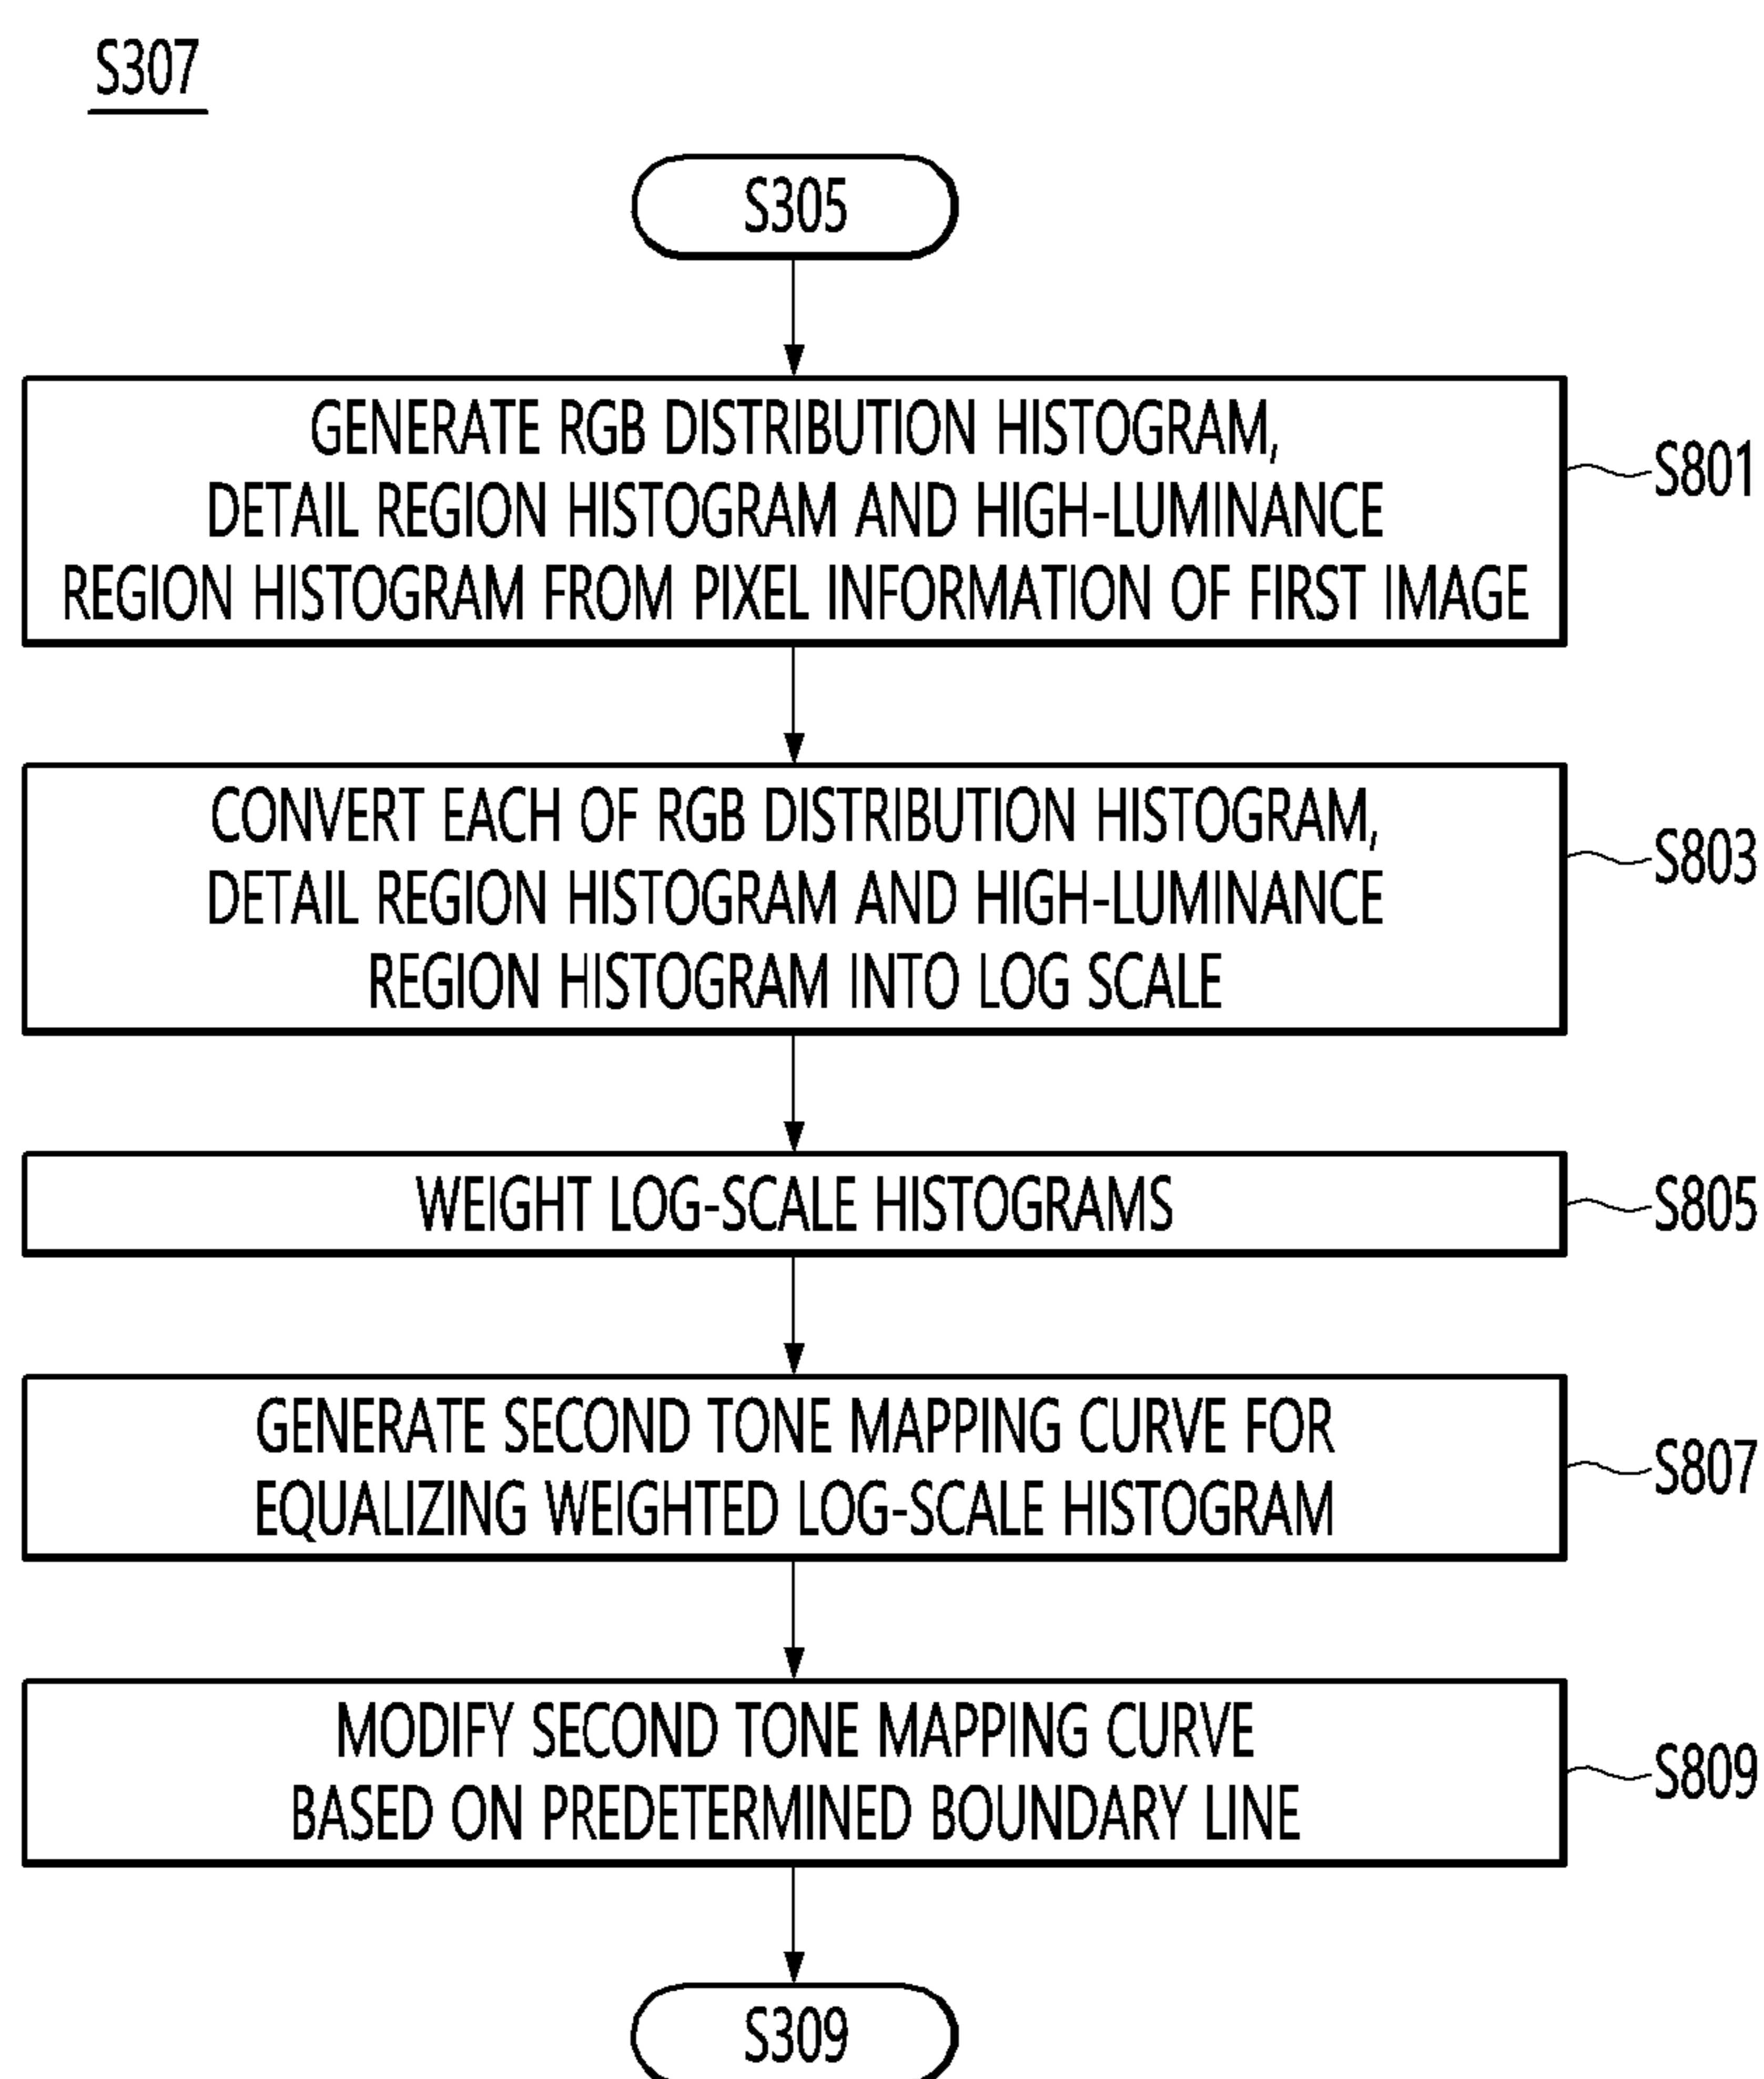 S307
S305
GENERATE RGB DISTRIBUTION HISTOGRAM,
DETAIL REGION HISTOGRAM AND HIGH-LUMINANCE
REGION HISTOGRAM FROM PIXEL INFORMATION OF FIRST IMAGE
S801
CONVERT EACH OF RGB DISTRIBUTION HISTOGRAM,
DETAIL REGION HISTOGRAM AND HIGH-LUMINANCE
REGION HISTOGRAM INTO LOG SCALE
S803
WEIGHT LOG-SCALE HISTOGRAMS
S805
GENERATE SECOND TONE MAPPING CURVE FOR
EQUALIZING WEIGHTED LOG-SCALE HISTOGRAM
S807
MODIFY SECOND TONE MAPPING CURVE
BASED ON PREDETERMINED BOUNDARY LINE
S809
S309